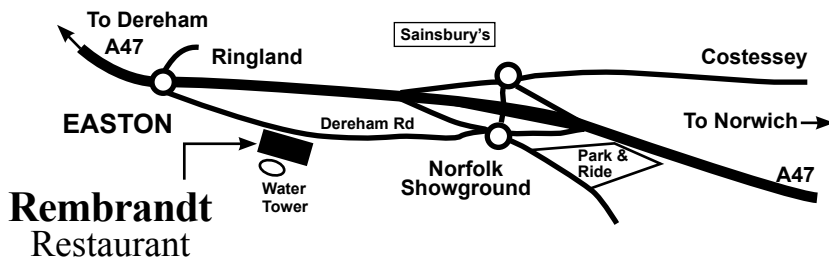 To Dereham
A47
Ringland
Sainsbury's
Costessey
EASTON
Dereham Rd
To Norwich
Park &
Ride
Norfolk
Showground
A47
Water
Tower
Rembrandt
Restaurant